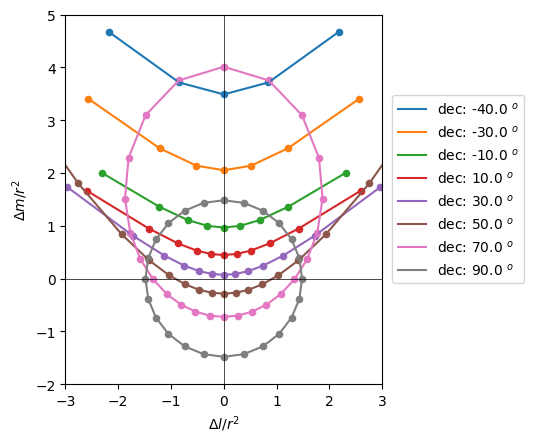 5
4
3
2
1
0
−1
−2
Δm/r²
−3
−2
−1
0
1
2
3
Δl/r²
dec: -40.0 °
dec: -30.0 °
dec: -10.0 °
dec: 10.0 °
dec: 30.0 °
dec: 50.0 °
dec: 70.0 °
dec: 90.0 °